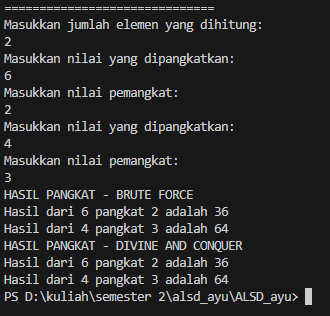 ==============================
Masukkan jumlah elemen yang dihitung:
2
Masukkan nilai yang dipangkatkan:
6
Masukkan nilai pemangkat:
2
Masukkan nilai yang dipangkatkan:
4
Masukkan nilai pemangkat:
3
HASIL PANGKAT - BRUTE FORCE
Hasil dari 6 pangkat 2 adalah 36
Hasil dari 4 pangkat 3 adalah 64
HASIL PANGKAT - DIVINE AND CONQUER
Hasil dari 6 pangkat 2 adalah 36
Hasil dari 4 pangkat 3 adalah 64
PS D:\kuliah\semester 2\alsd_ayu\ALSD_ayu>